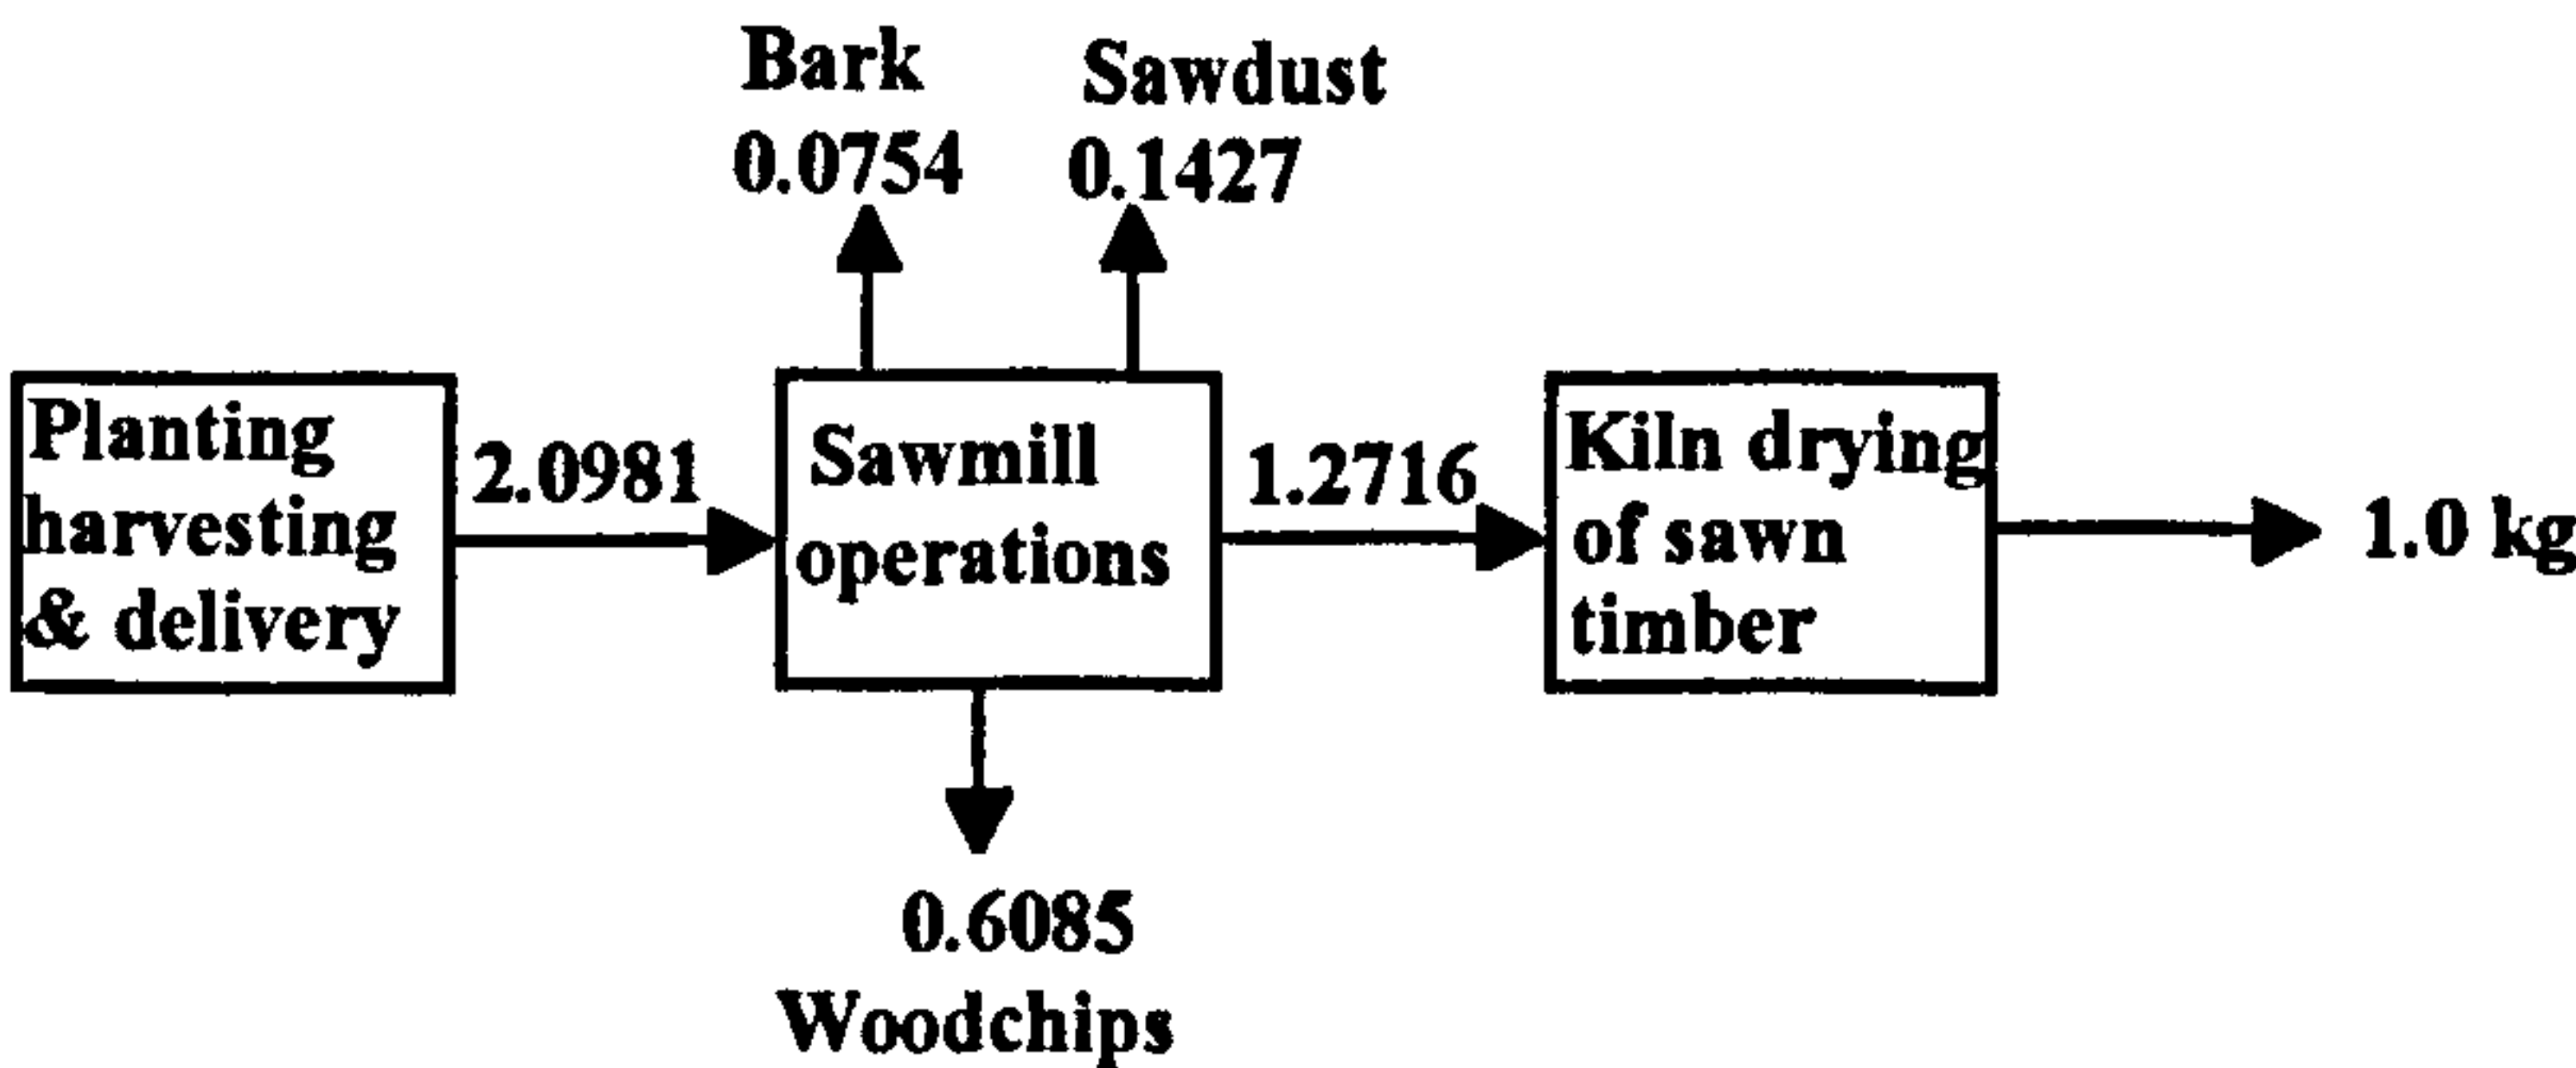 Bark
0.0754
Sawdust
0.1427
Planting
harvesting
& delivery
2.0981
Sawmill
operations
1.2716
Kiln drying
of sawn
timber
1.0 kg
0.6085
Woodchips